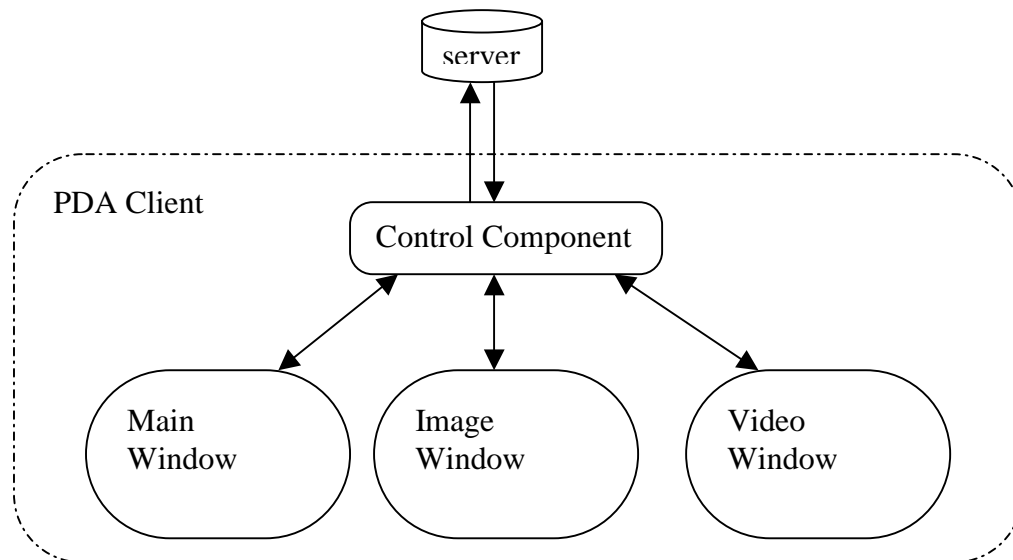 server
PDA Client
Control Component
Main
Window
Image
Window
Video
Window